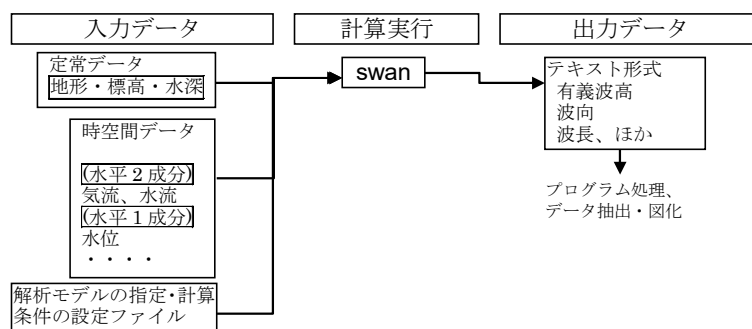 入力データ
計算実行
出力データ
定常データ
地形・標高・水深
時空間データ
(水平２成分)
気流、水流
(水平１成分)
水位
・・・・
解析モデルの指定・計算
条件の設定ファイル
swan
テキスト形式
有義波高
波向
波長、ほか
プログラム処理、
データ抽出・図化